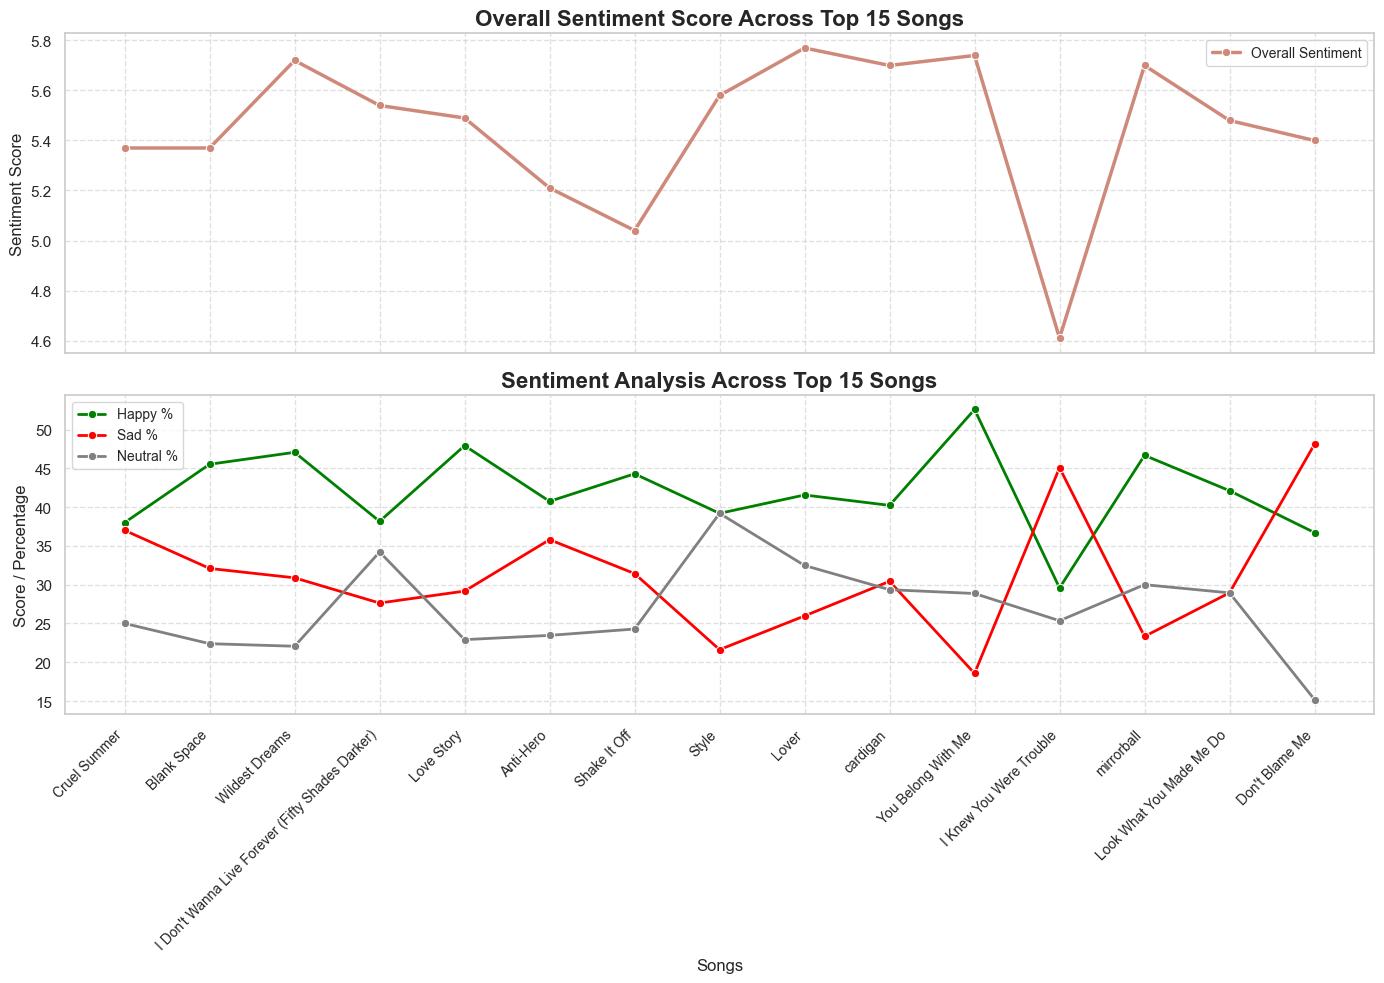 Overall Sentiment Score Across Top 15 Songs
Sentiment Score
5.8
5.6
5.4
5.2
5.0
4.8
4.6
Overall Sentiment
Sentiment Analysis Across Top 15 Songs
Score / Percentage
50
45
40
35
30
25
20
15
Happy %
Sad %
Neutral %
Cruel Summer
Blank Space
Wildest Dreams
I Don't Wanna Live Forever (Fifty Shades Darker)
Love Story
Anti-Hero
Shake It Off
Style
Lover
cardigan
You Belong With Me
I Knew You Were Trouble
mirrorball
Look What You Made Me Do
Don't Blame Me
Songs